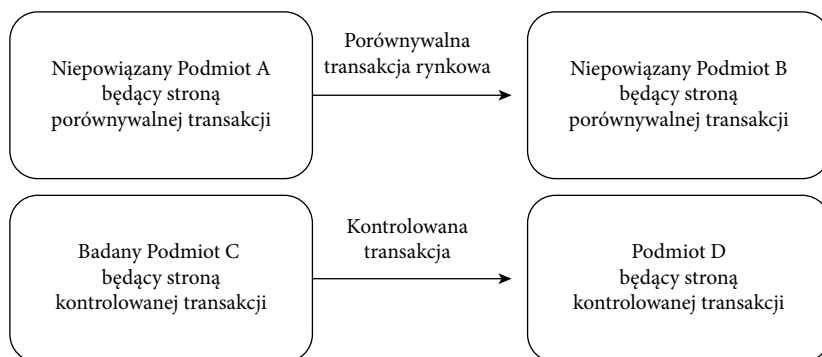 Niepowiązany Podmiot A
będący stroną
porównywalnej transakcji
Porównywalna
transakcja rynkowa
Niepowiązany Podmiot B
będący stroną
porównywalnej transakcji
Badany Podmiot C
będący stroną
kontrolowanej transakcji
Kontrolowana
transakcja
Podmiot D
będący stroną
kontrolowanej transakcji